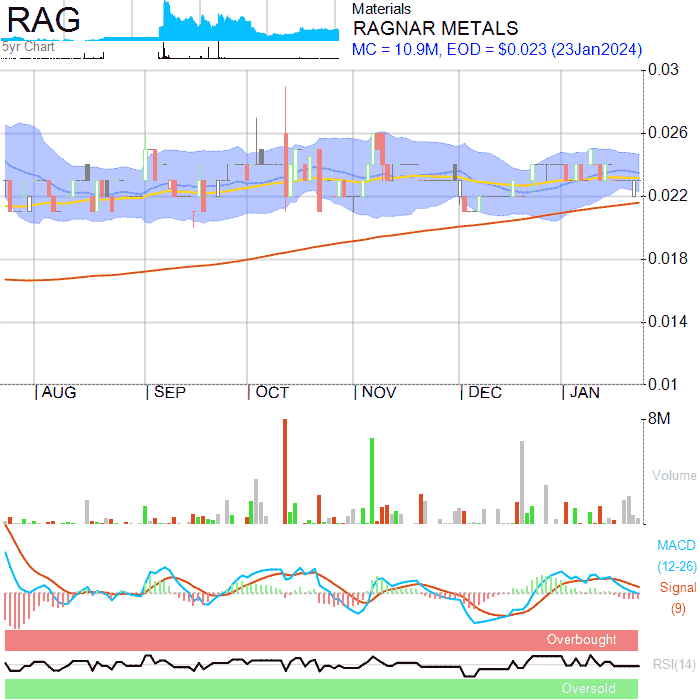 RAG
5yr Chart
Materials
RAGNAR METALS
MC = 10.9M, EOD = $0.023 (23Jan2024)
0.03
0.026
0.022
0.018
0.014
0.01
AUG SEP OCT NOV DEC JAN
8M
Volume
MACD
(12-26)
Signal
(9)
Overbought
RSI(14)
Oversold